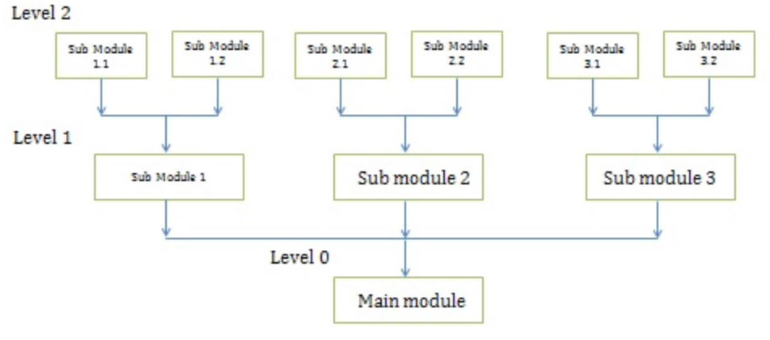 Level 2
Sub Module
1.1
Sub Module
1.2
Sub Module
2.1
Sub Module
2.2
Sub Module
3.1
Sub Module
3.2
Level 1
Sub Module 1
Sub module 2
Sub module 3
Level 0
Main module